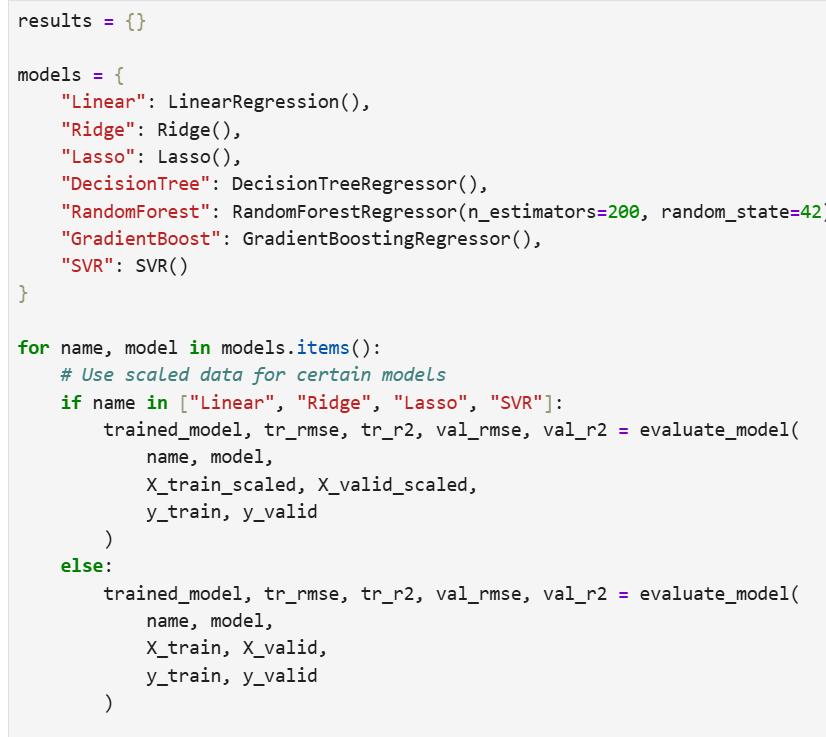 results = {}
models = {
    "Linear": LinearRegression(),
    "Ridge": Ridge(),
    "Lasso": Lasso(),
    "DecisionTree": DecisionTreeRegressor(),
    "RandomForest": RandomForestRegressor(n_estimators=200, random_state=42)
    "GradientBoost": GradientBoostingRegressor(),
    "SVR": SVR()
}
for name, model in models.items():
    # Use scaled data for certain models
    if name in ["Linear", "Ridge", "Lasso", "SVR"]:
        trained_model, tr_rmse, tr_r2, val_rmse, val_r2 = evaluate_model(
            name, model,
            X_train_scaled, X_valid_scaled,
            y_train, y_valid
        )
    else:
        trained_model, tr_rmse, tr_r2, val_rmse, val_r2 = evaluate_model(
            name, model,
            X_train, X_valid,
            y_train, y_valid
        )